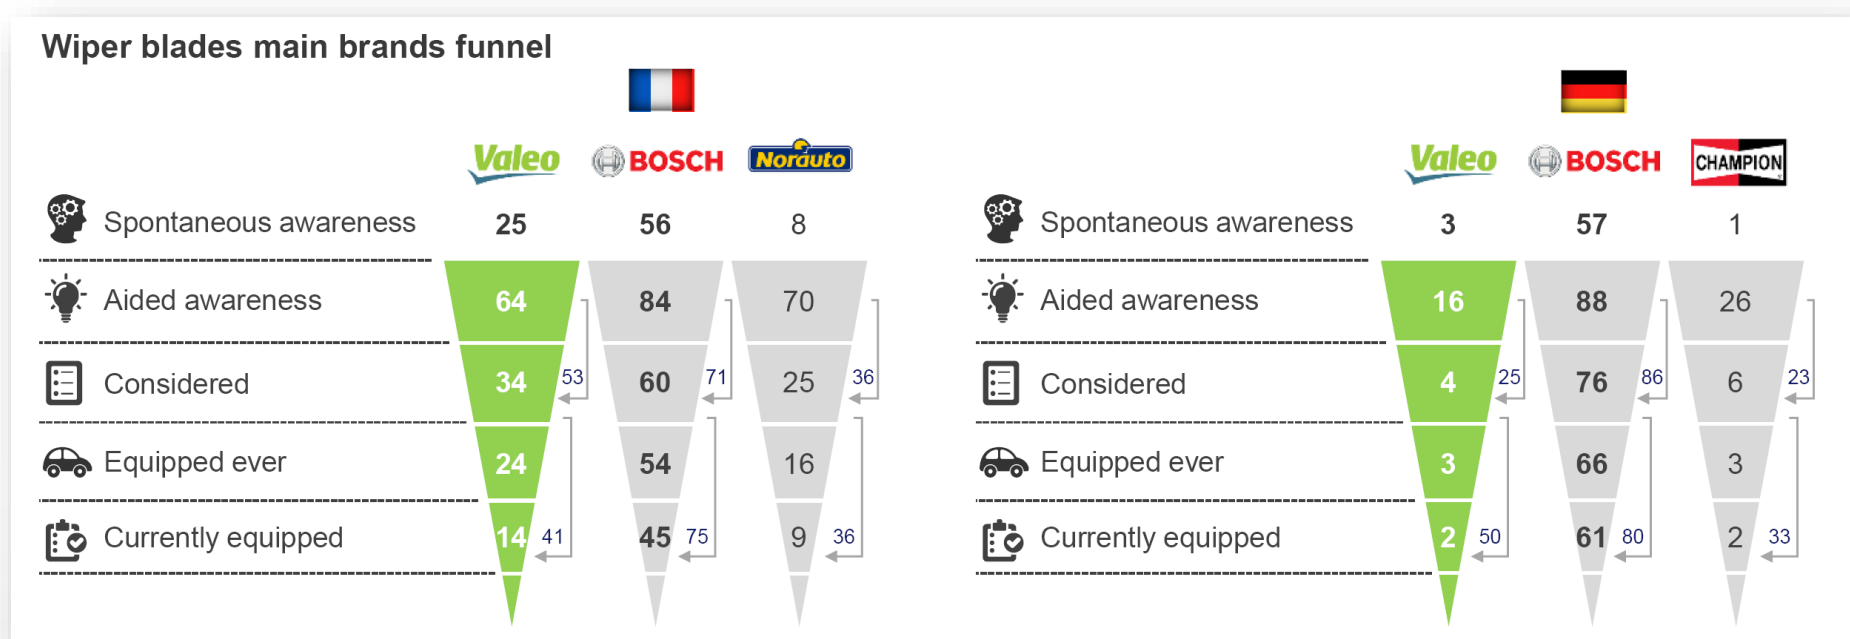 Wiper blades main brands funnel
Valeo BOSCH Norauto
Spontaneous awareness 25 56 8
Aided awareness 64 84 70
Considered 34 53 60 71 25 36
Equipped ever 24 54 16
Currently equipped 14 41 45 75 9 36
Valeo BOSCH CHAMPION
Spontaneous awareness 3 57 1
Aided awareness 16 88 26
Considered 4 25 76 86 6 23
Equipped ever 3 66 3
Currently equipped 2 50 61 80 2 33